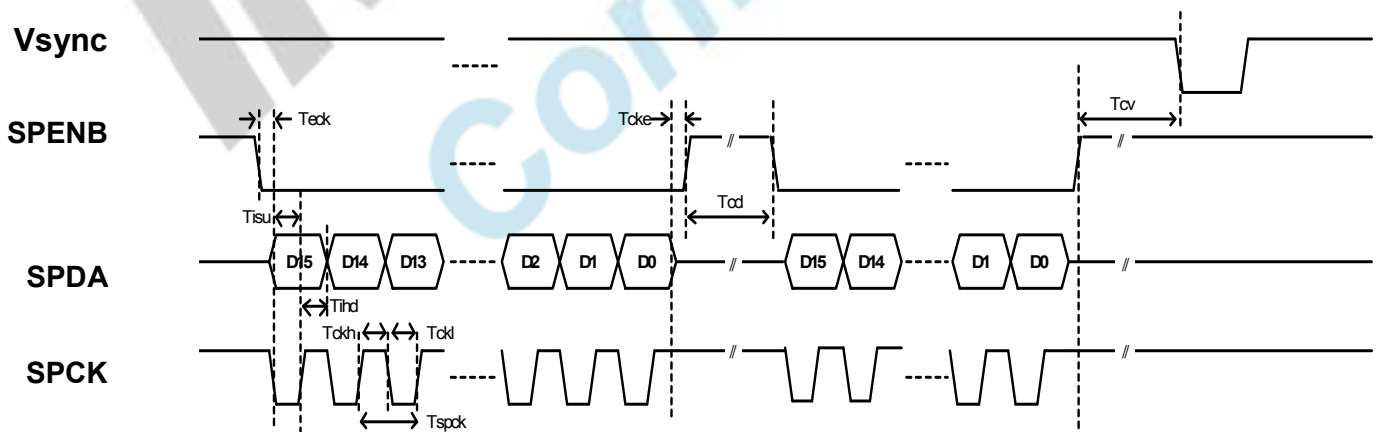 Vsync
SPENB
Teck
Tcke
Tcv
Tisu
Tcd
SPDA
D15 D14 D13 D2 D1 D0 D15 D14 D1 D0
Tihd
Tckh Tckl
SPCK
Tspck
Con